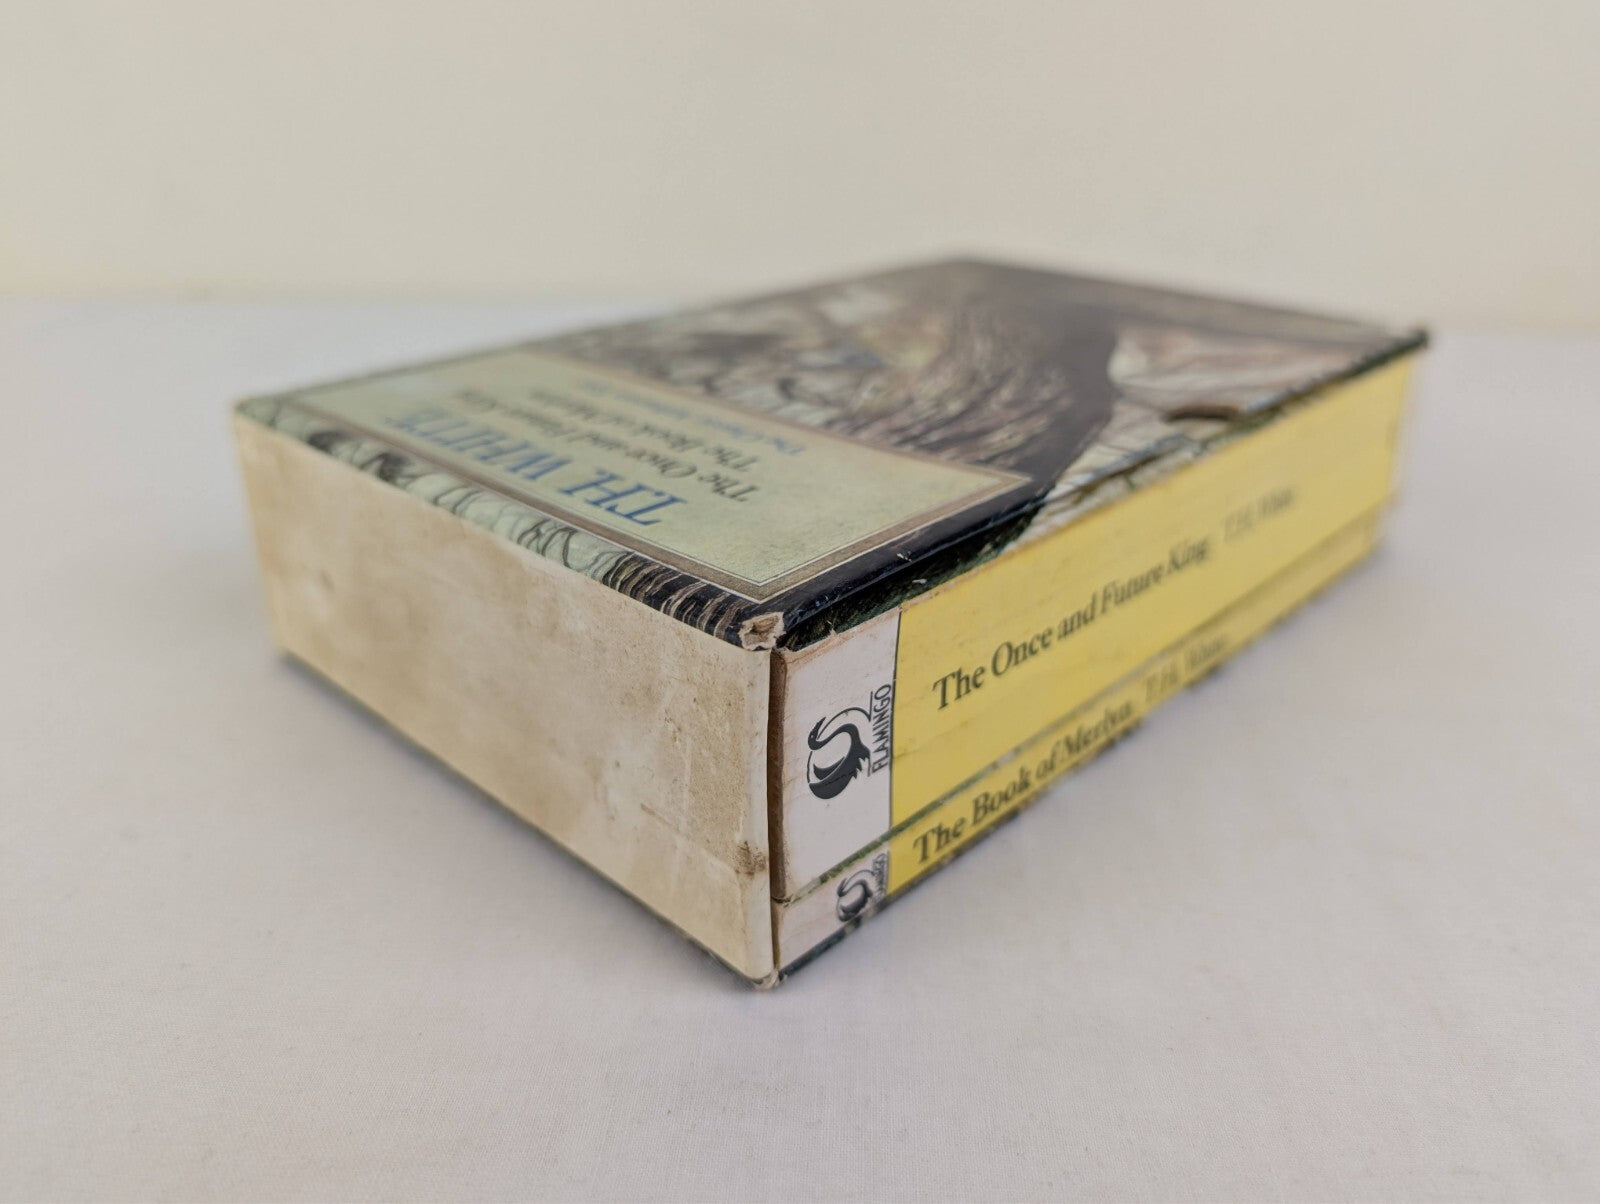 T.H. WHITE
The Once and Future King
The Book of Merlyn
The Once and Future King T.H. White
FLAMINGO
The Book of Merlyn T.H. White
FLAMINGO